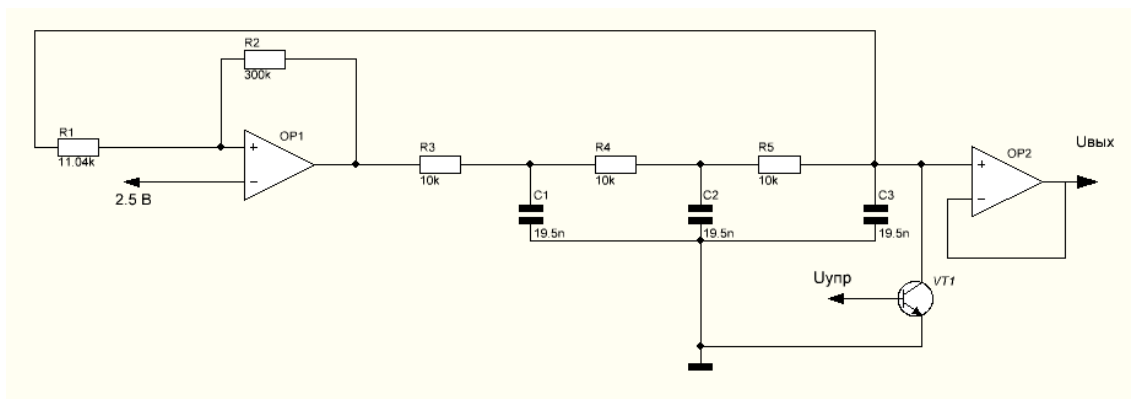 R2
300k
R1
11.04k
+
−
OP1
2.5 В
R3
10k
R4
10k
R5
10k
C1
19.5n
C2
19.5n
C3
19.5n
+
−
OP2
Uвых
Uупр
VT1